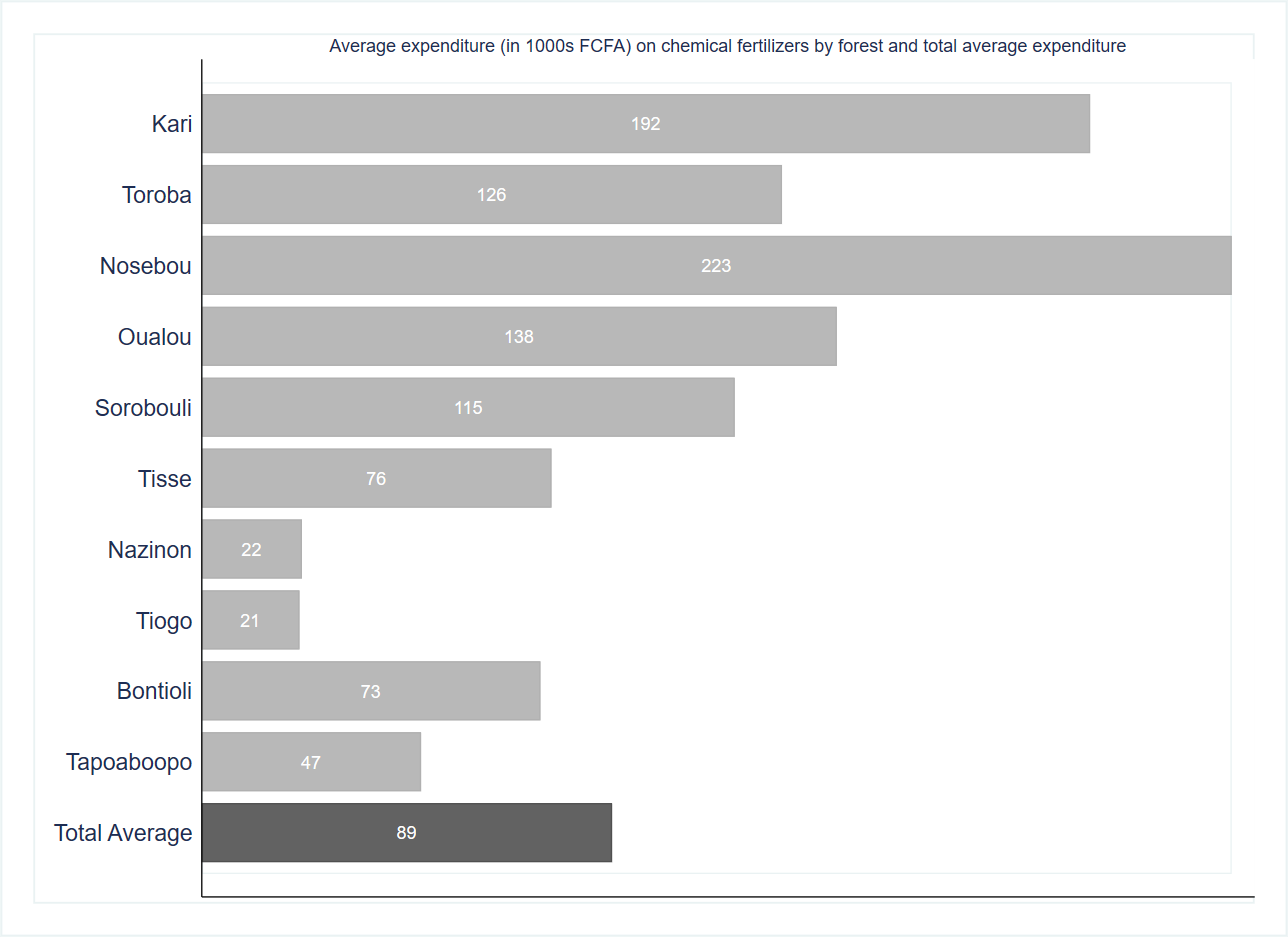 Average expenditure (in 1000s FCFA) on chemical fertilizers by forest and total average expenditure
Kari 192
Toroba 126
Nosebou 223
Oualou 138
Sorobouli 115
Tisse 76
Nazinon 22
Tiogo 21
Bontioli 73
Tapoaboopo 47
Total Average 89